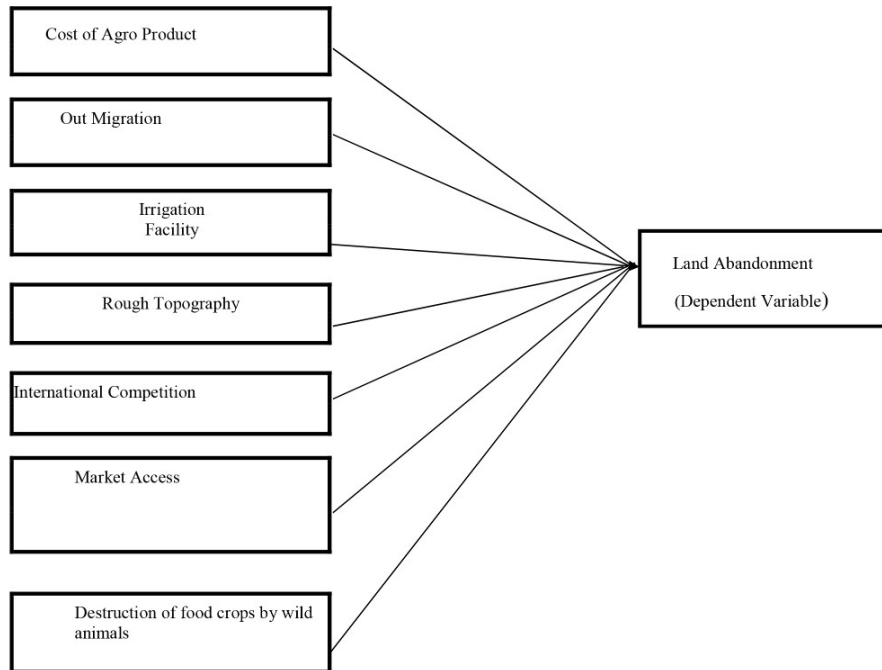 Cost of Agro Product
Out Migration
Irrigation
Facility
Rough Topography
International Competition
Market Access
Destruction of food crops by wild
animals
Land Abandonment
(Dependent Variable)